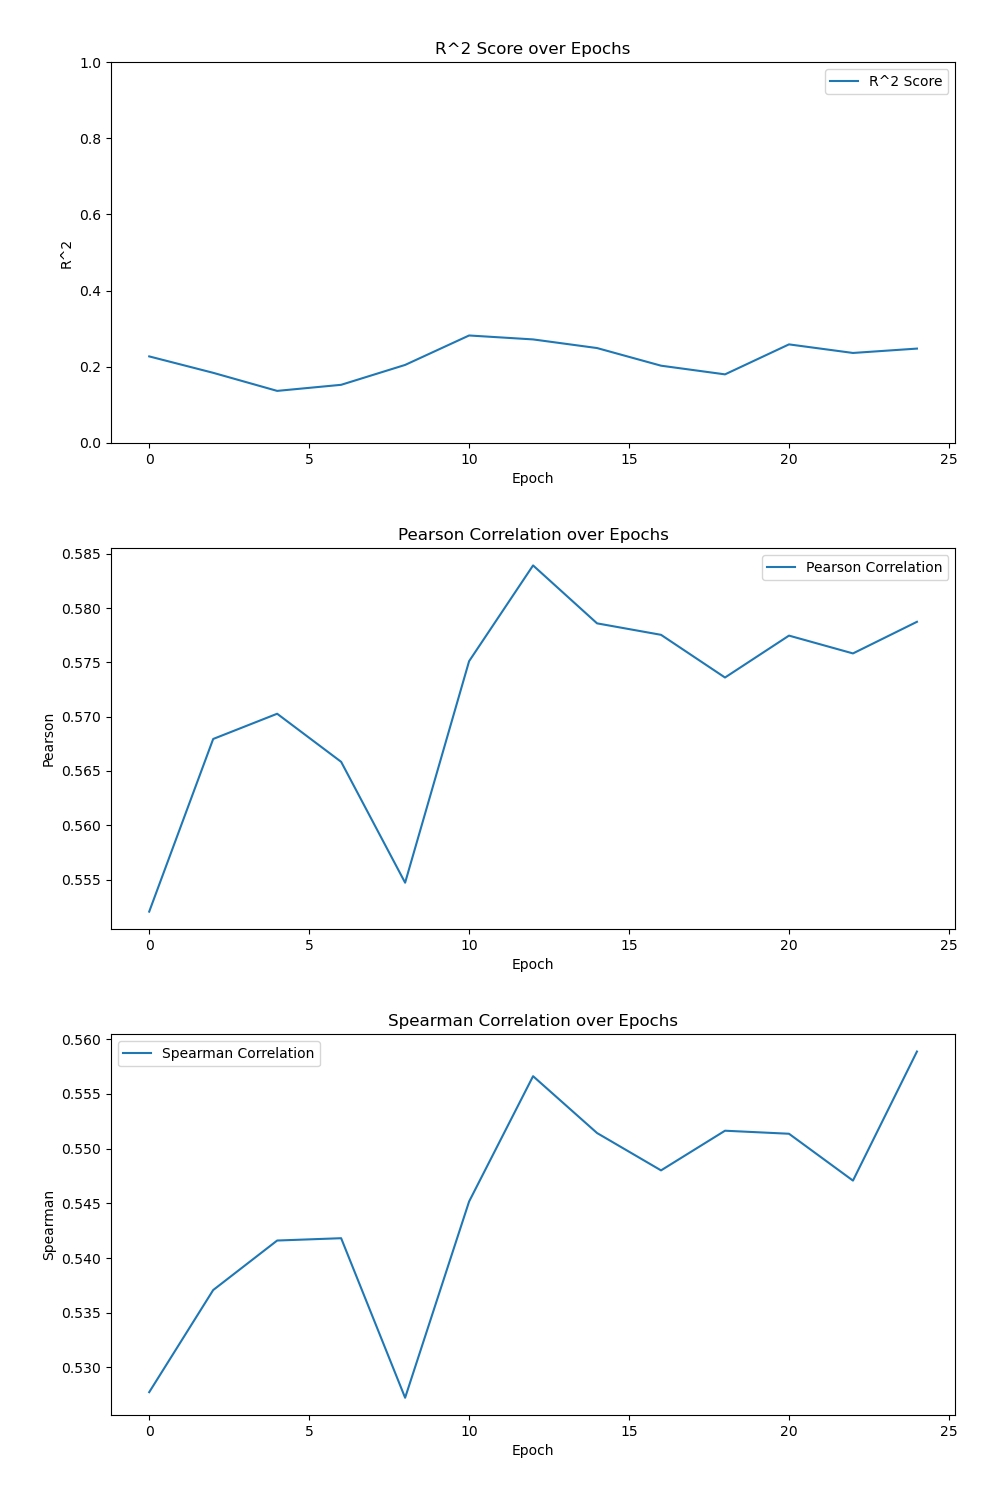 R^2 Score over Epochs
1.0
R^2 Score
0.8
0.6
R^2
0.4
0.2
0.0
0 5 10 15 20 25
Epoch
Pearson Correlation over Epochs
0.585
Pearson Correlation
0.580
0.575
0.570
Pearson
0.565
0.560
0.555
0 5 10 15 20 25
Epoch
Spearman Correlation over Epochs
0.560
Spearman Correlation
0.555
0.550
0.545
Spearman
0.540
0.535
0.530
0 5 10 15 20 25
Epoch